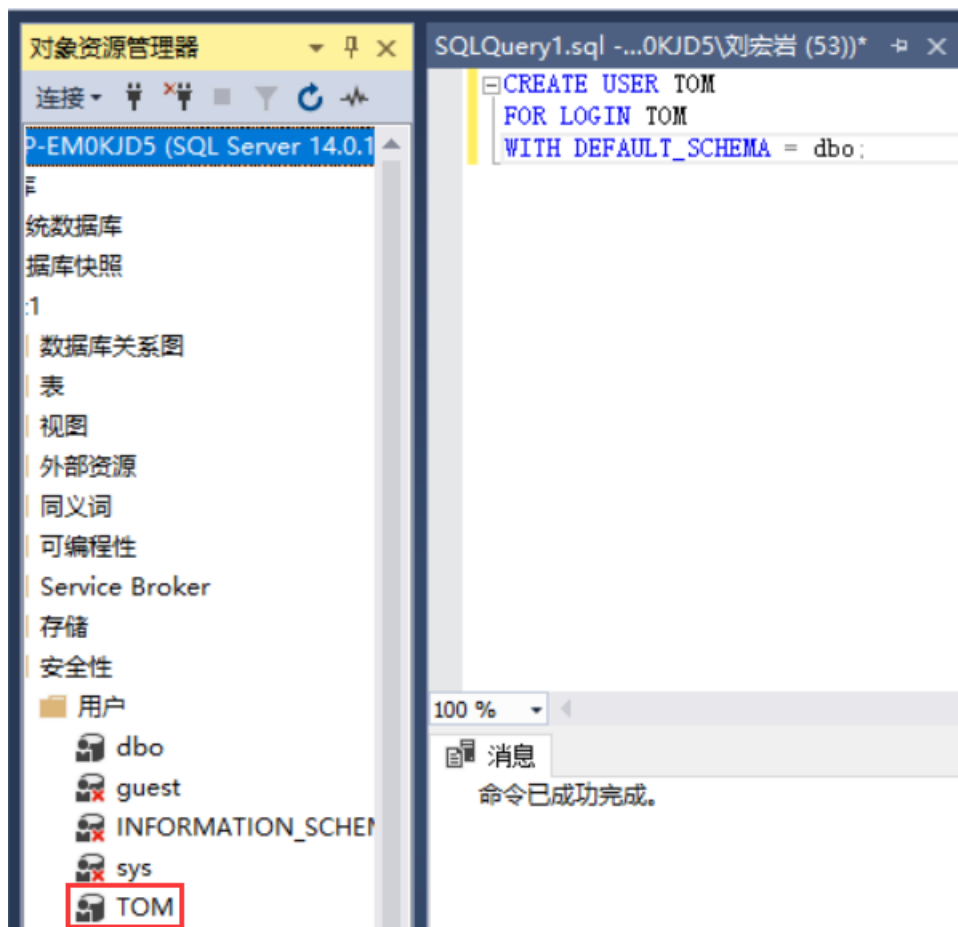 对象资源管理器
连接
P-EM0KJD5 (SQL Server 14.0.1
库
统数据库
据库快照
:1
数据库关系图
表
视图
外部资源
同义词
可编程性
Service Broker
存储
安全性
用户
dbo
guest
INFORMATION_SCHEM
sys
TOM
SQLQuery1.sql -...0KJD5\刘宏岩 (53))*
CREATE USER TOM
FOR LOGIN TOM
WITH DEFAULT_SCHEMA = dbo;
100 %
消息
命令已成功完成。